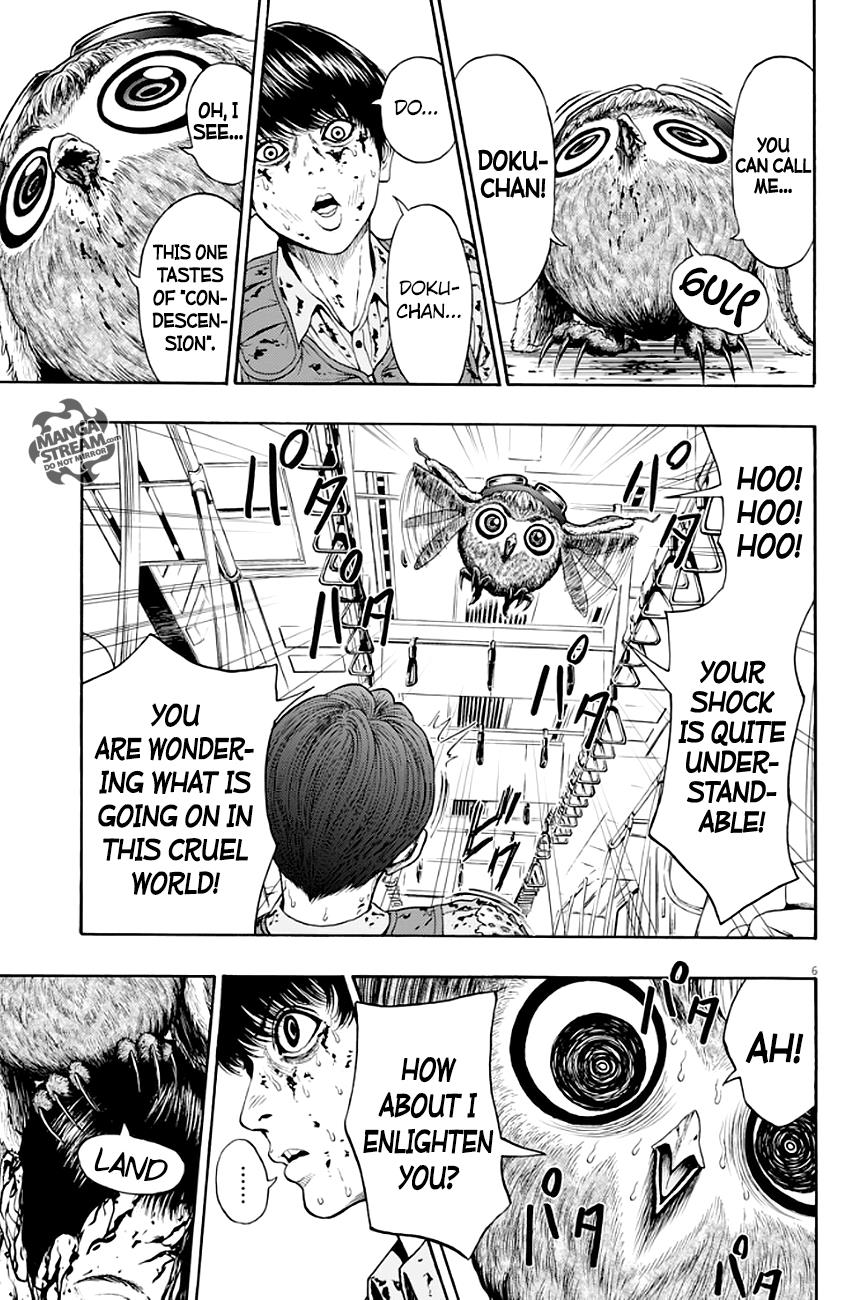 YOU
CAN CALL
ME...
DOKU-
CHAN!
GULP
DO...
DOKU-
CHAN...
OH, I
SEE...
THIS ONE
TASTES
OF "CON-
DESCEN-
SION".
MANGA
STREAM.com
DO NOT MIRROR
HOO!
HOO!
HOO!
パタ
パタ
パタ
パタ
YOUR
SHOCK
IS QUITE
UNDER-
STAND-
ABLE!
ビク
YOU
ARE WONDER-
ING WHAT IS
GOING ON IN
THIS CRUEL
WORLD!
6
AH!
パタ
パタ
HOW
ABOUT I
ENLIGHTEN
YOU?
......
LAND